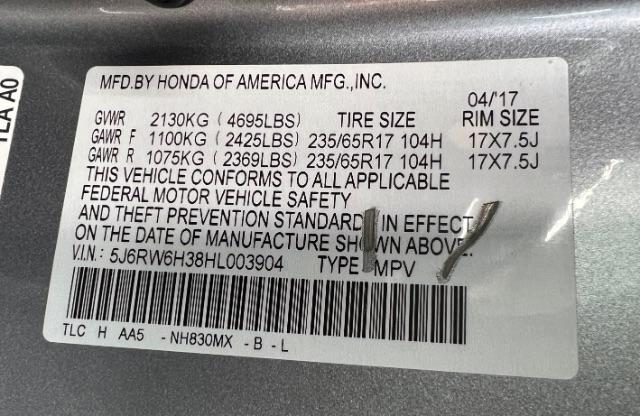 TLA A0
MFD.BY HONDA OF AMERICA MFG.,INC.
04/'17
GVWR 2130KG (4695LBS) TIRE SIZE RIM SIZE
GAWR F 1100KG (2425LBS) 235/65R17 104H 17X7.5J
GAWR R 1075KG (2369LBS) 235/65R17 104H 17X7.5J
THIS VEHICLE CONFORMS TO ALL APPLICABLE
FEDERAL MOTOR VEHICLE SAFETY
AND THEFT PREVENTION STANDARD IN EFFECT
ON THE DATE OF MANUFACTURE SHOWN ABOVE.
V.I.N.: 5J6RW6H38HL003904 TYPE MPV
TLC H AA5 -NH830MX -B -L